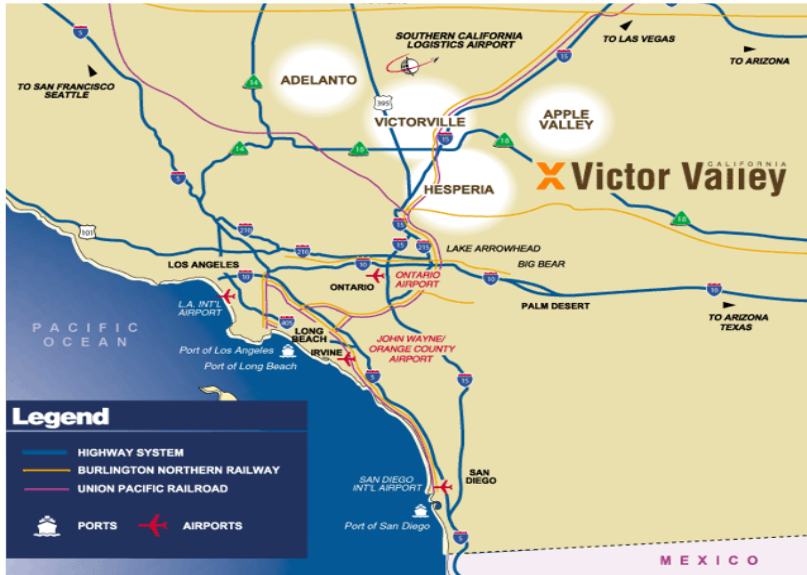 5
SOUTHERN CALIFORNIA
LOGISTICS AIRPORT
TO LAS VEGAS
15
TO ARIZONA
TO SAN FRANCISCO
SEATTLE
14
ADELANTO
395
VICTORVILLE
APPLE
VALLEY
15
18
14
18
CALIFORNIA
Victor Valley
HESPERIA
5
18
101
210
15
15
215
LAKE ARROWHEAD
210
LOS ANGELES
10
BIG BEAR
10
ONTARIO
ONTARIO
AIRPORT
10
10
L.A. INT'L
AIRPORT
PALM DESERT
TO ARIZONA
TEXAS
PACIFIC
OCEAN
405
LONG
BEACH
JOHN WAYNE/
ORANGE COUNTY
AIRPORT
Port of Los Angeles
IRVINE
Port of Long Beach
5
15
Legend
HIGHWAY SYSTEM
BURLINGTON NORTHERN RAILWAY
UNION PACIFIC RAILROAD
PORTS
AIRPORTS
SAN DIEGO
INT'L AIRPORT
SAN
DIEGO
Port of San Diego
5
MEXICO